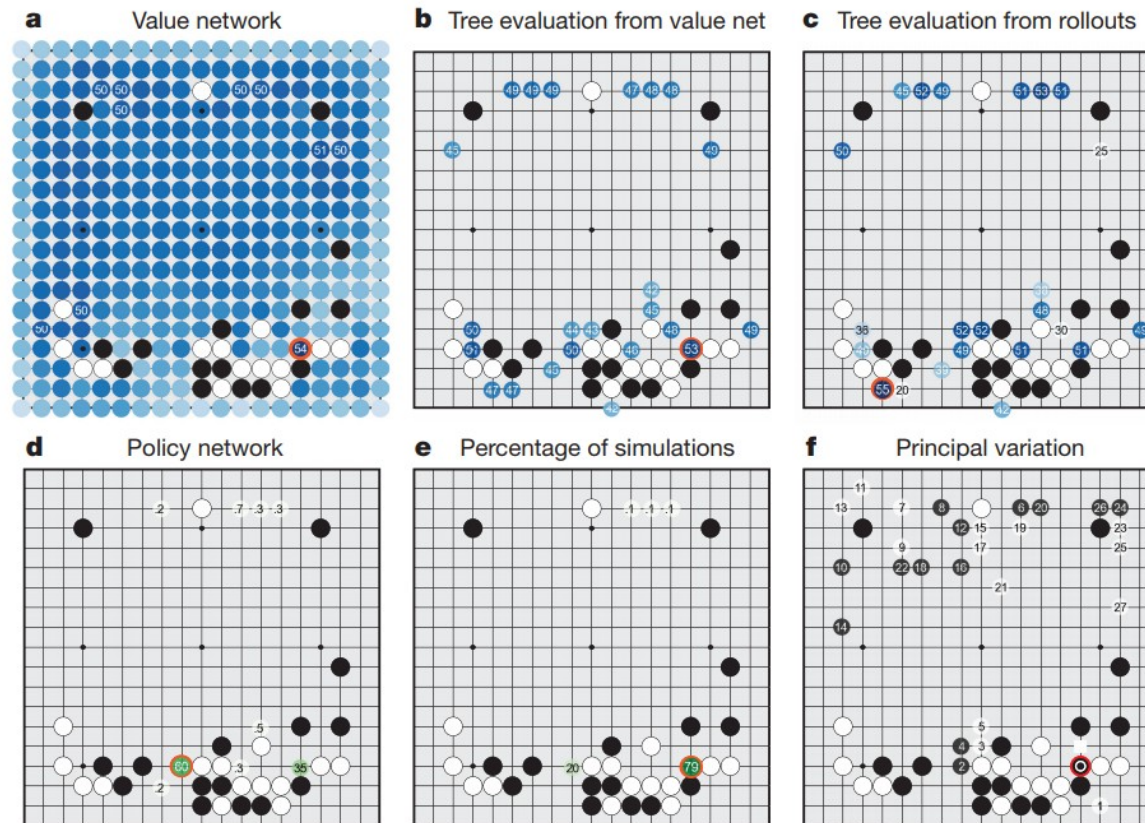 a Value network
b Tree evaluation from value net
c Tree evaluation from rollouts
50 50 50 50
50
51 50
50
50
54
49 49 49 47 48 48
45 49
42
45
50 44 43 48 49
51 50 46 53
45
47 47
42
45 52 49 51 53 51
50 25
48
36 52 52 30 49
49 51 51
39
55 20
42
d Policy network
e Percentage of simulations
f Principal variation
.2 .7 .3 .3
.5
60 .3 35
.2
.1 .1 .1
20 79
11
13 7 8 6 20 26 24
12 15 19 23
9 17 25
10 22 18 16
21
27
14
5
4 3
2
1